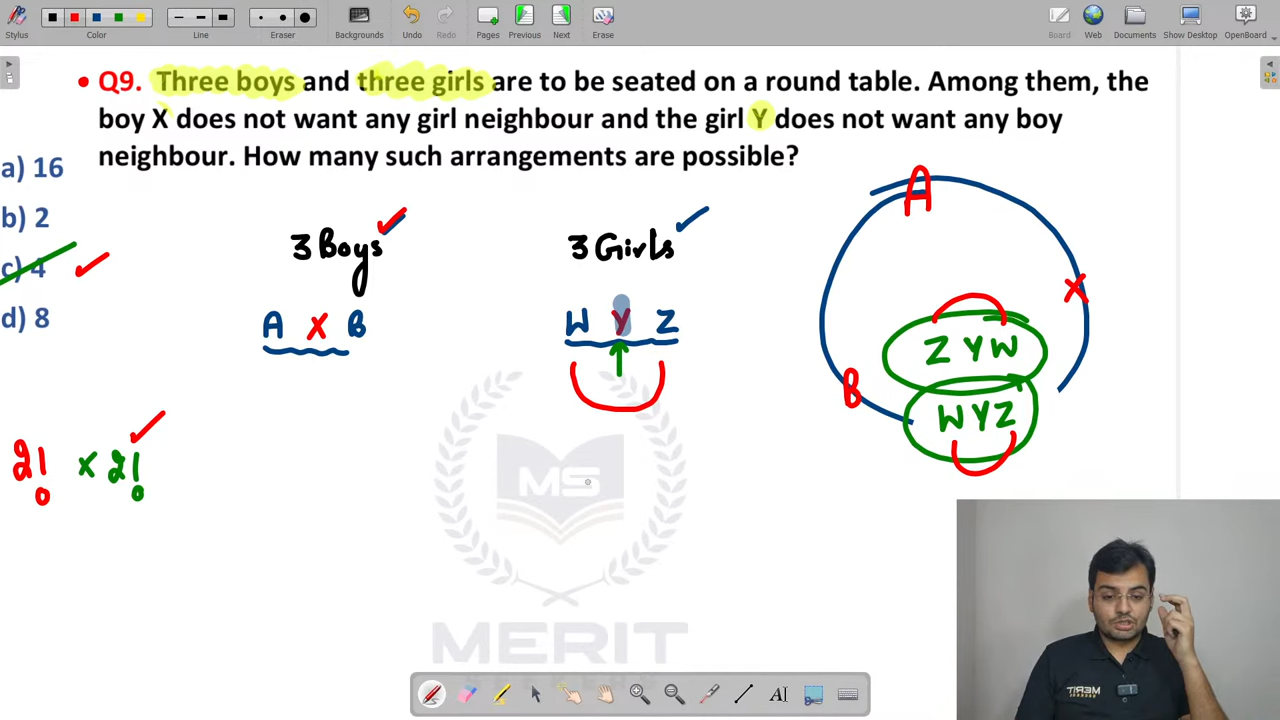 Stylus
Color
Line
Eraser
Backgrounds
Undo
Redo
Pages
Previous
Next
Erase
Board
Web
Documents
Show Desktop
OpenBoard
• Q9. Three boys and three girls are to be seated on a round table. Among them, the
boy X does not want any girl neighbour and the girl Y does not want any boy
neighbour. How many such arrangements are possible?
a) 16
b) 2
c) 4
d) 8
3 Boys
3 Girls
A X B
W Y Z
A
X
B
Z Y W
W Y Z
2! × 2!
MS
MERIT
MERIT